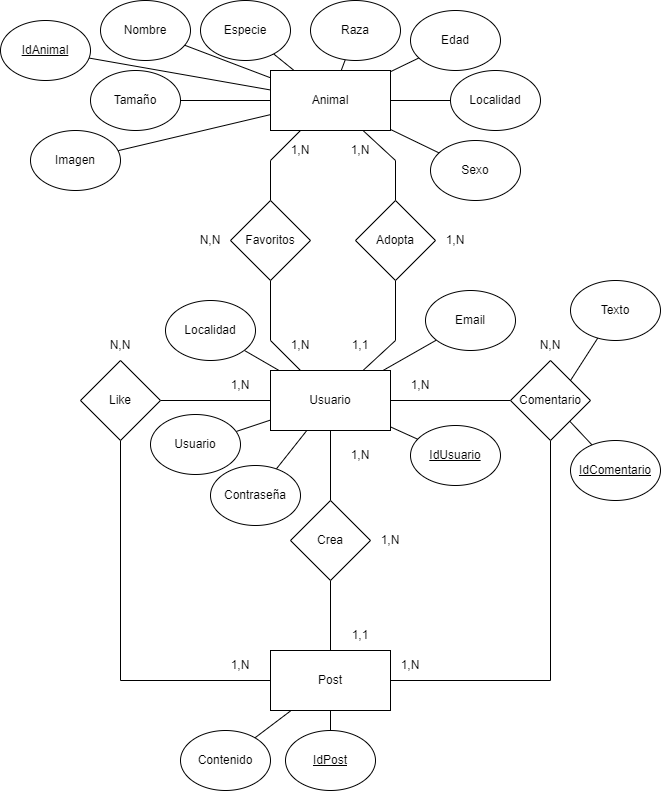 Nombre
Especie
Raza
Edad
IdAnimal
Tamaño
Animal
Localidad
Imagen
Sexo
1,N
1,N
N,N
Favoritos
Adopta
1,N
Localidad
Email
Texto
1,N
1,1
N,N
N,N
1,N
1,N
Like
Usuario
Comentario
Usuario
IdUsuario
1,N
IdComentario
Contraseña
Crea
1,N
1,1
1,N
1,N
Post
Contenido
IdPost